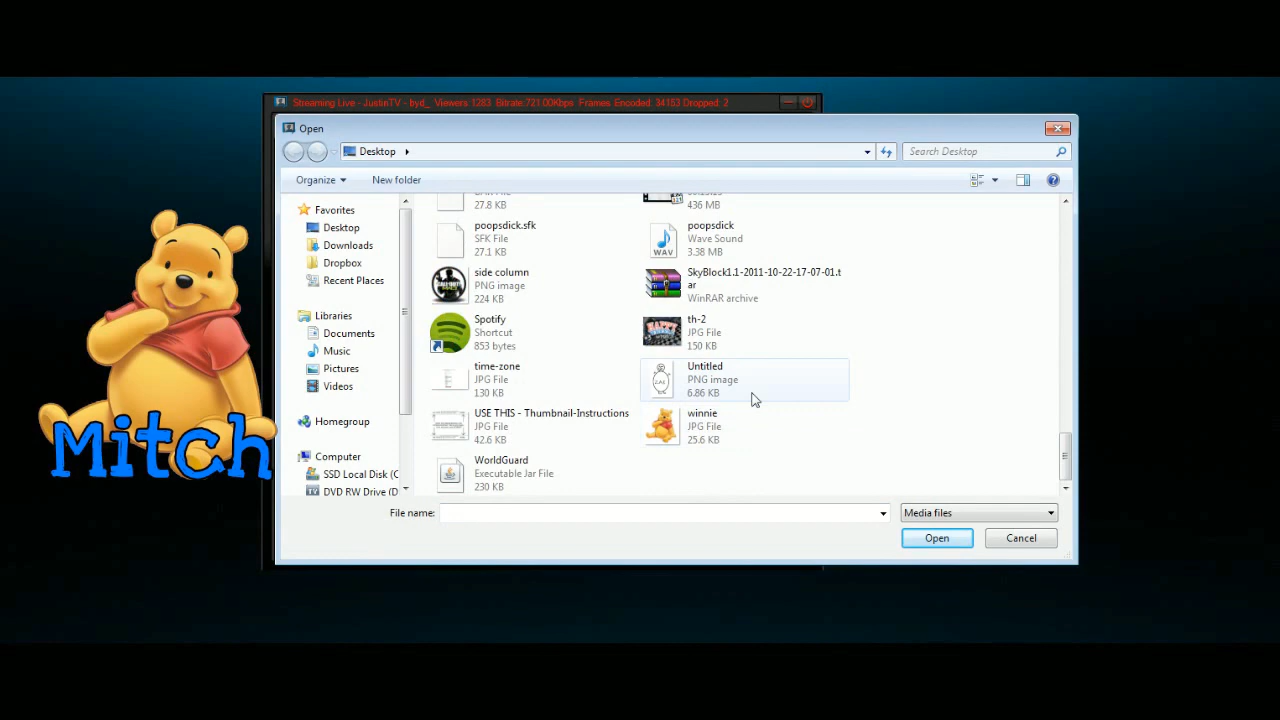 Streaming Live - JustinTV - byd_ Viewers 1283 Bitrate:721.00Kbps Frames Encoded: 34153 Dropped: 2
Open
Desktop
Search Desktop
Organize
New folder
Favorites
Desktop
Downloads
Dropbox
Recent Places
Libraries
Documents
Music
Pictures
Videos
Homegroup
Computer
SSD Local Disk (C
DVD RW Drive (D
27.8 KB
436 MB
poopsdick.sfk
SFK File
27.1 KB
poopsdick
Wave Sound
3.38 MB
WAV
side column
PNG image
224 KB
SkyBlock1.1-2011-10-22-17-07-01.t
ar
WinRAR archive
Spotify
Shortcut
853 bytes
th-2
JPG File
150 KB
time-zone
JPG File
130 KB
Untitled
PNG image
6.86 KB
USE THIS - Thumbnail-Instructions
JPG File
42.6 KB
winnie
JPG File
25.6 KB
WorldGuard
Executable Jar File
230 KB
File name:
Media files
Open
Cancel
Mitch